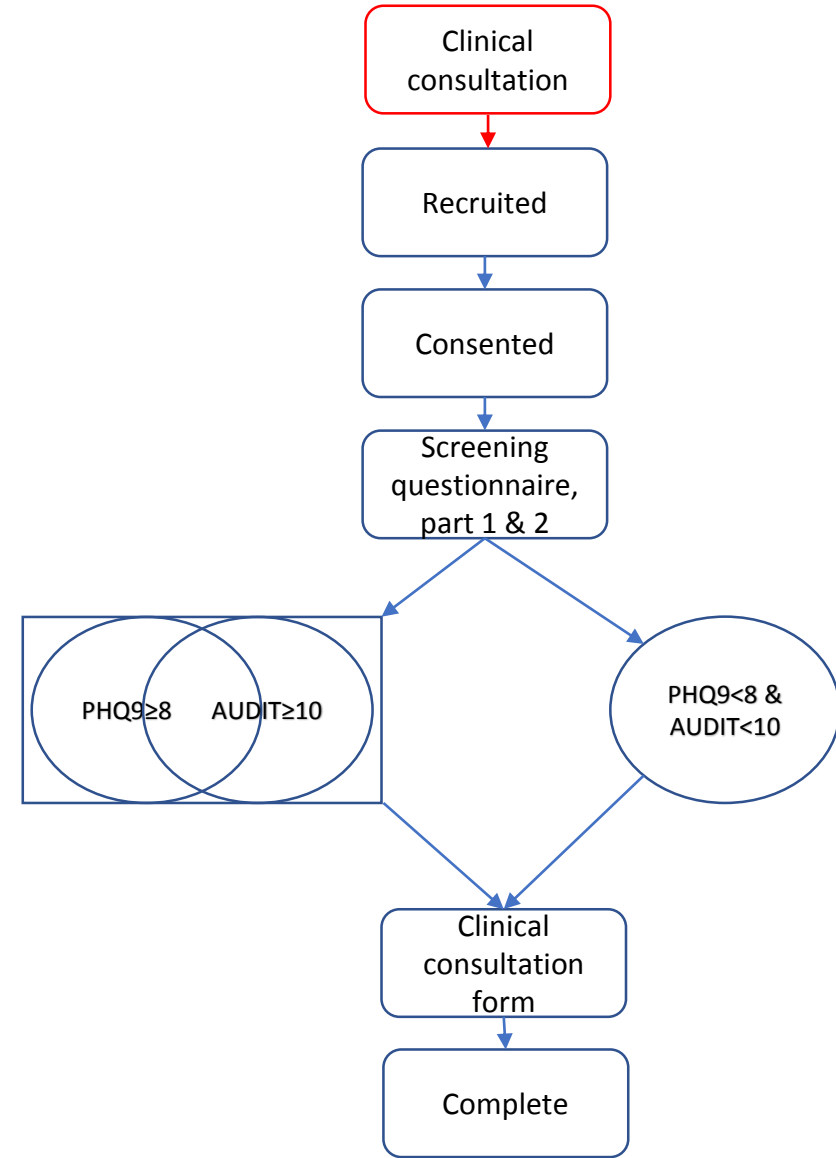 Clinical
consultation
Recruited
Consented
Screening
questionnaire,
part 1 & 2
PHQ9≥8
AUDIT≥10
PHQ9<8 &
AUDIT<10
Clinical
consultation
form
Complete